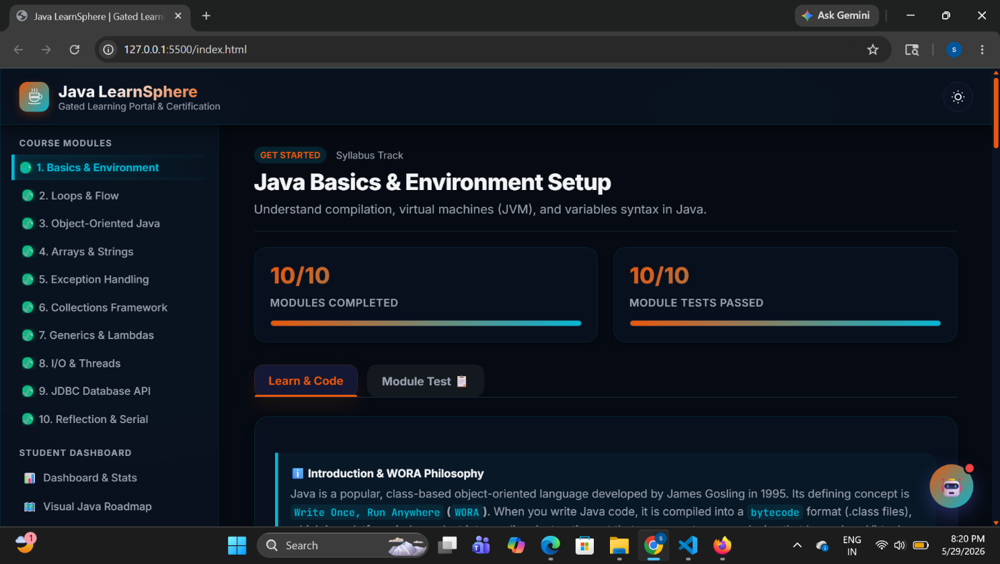 Java LearnSphere | Gated Learni
Ask Gemini
127.0.0.1:5500/index.html
S
Java LearnSphere
Gated Learning Portal & Certification
COURSE MODULES
1. Basics & Environment
2. Loops & Flow
3. Object-Oriented Java
4. Arrays & Strings
5. Exception Handling
6. Collections Framework
7. Generics & Lambdas
8. I/O & Threads
9. JDBC Database API
10. Reflection & Serial
STUDENT DASHBOARD
Dashboard & Stats
Visual Java Roadmap
GET STARTED Syllabus Track
Java Basics & Environment Setup
Understand compilation, virtual machines (JVM), and variables syntax in Java.
10/10
MODULES COMPLETED
10/10
MODULE TESTS PASSED
Learn & Code
Module Test
Introduction & WORA Philosophy
Java is a popular, class-based object-oriented language developed by James Gosling in 1995. Its defining concept is
Write Once, Run Anywhere ( WORA ). When you write Java code, it is compiled into a bytecode format (.class files),
1
Search
ENG
IN
8:20 PM
5/29/2026